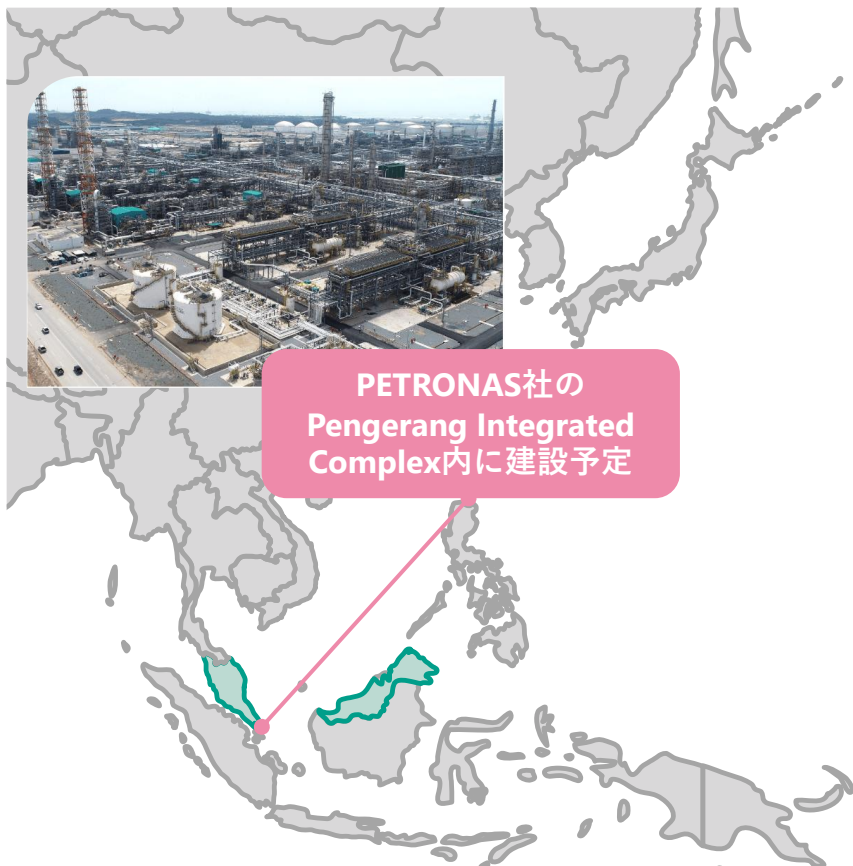 PETRONAS社の
Pengerang Integrated
Complex内に建設予定